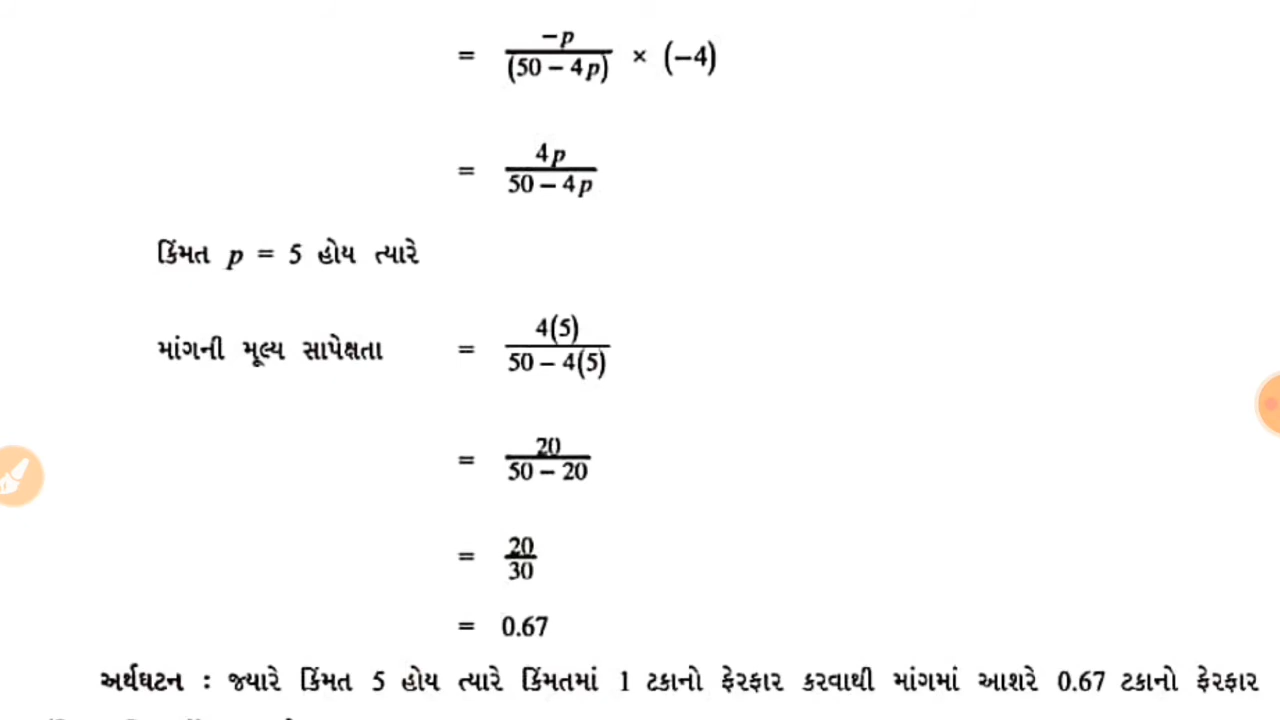 = −p/(50 − 4p) × (−4)
= 4p/50 − 4p
કિંમત p = 5 હોય ત્યારે
માંગની મૂલ્ય સાપેક્ષતા = 4(5)/50 − 4(5)
= 20/50 − 20
= 20/30
= 0.67
અર્થઘટન : જ્યારે કિંમત 5 હોય ત્યારે કિંમતમાં 1 ટકાનો ફેરફાર કરવાથી માંગમાં આશરે 0.67 ટકાનો ફેરફાર